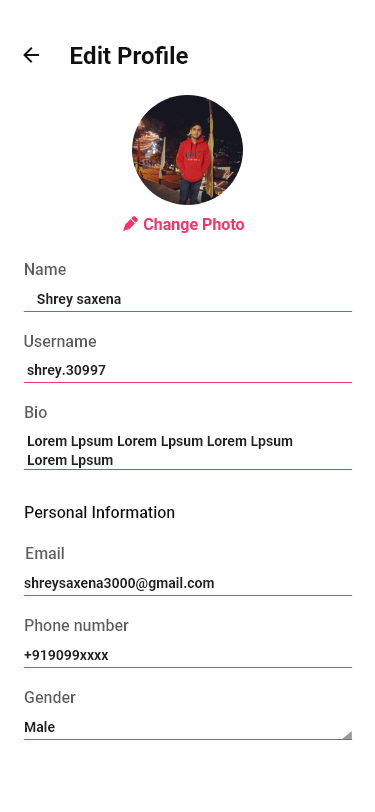 Edit Profile
Change Photo
Name
Shrey saxena
Username
shrey.30997
Bio
Lorem Lpsum Lorem Lpsum Lorem Lpsum
Lorem Lpsum
Personal Information
Email
shreysaxena3000@gmail.com
Phone number
+919099xxxx
Gender
Male